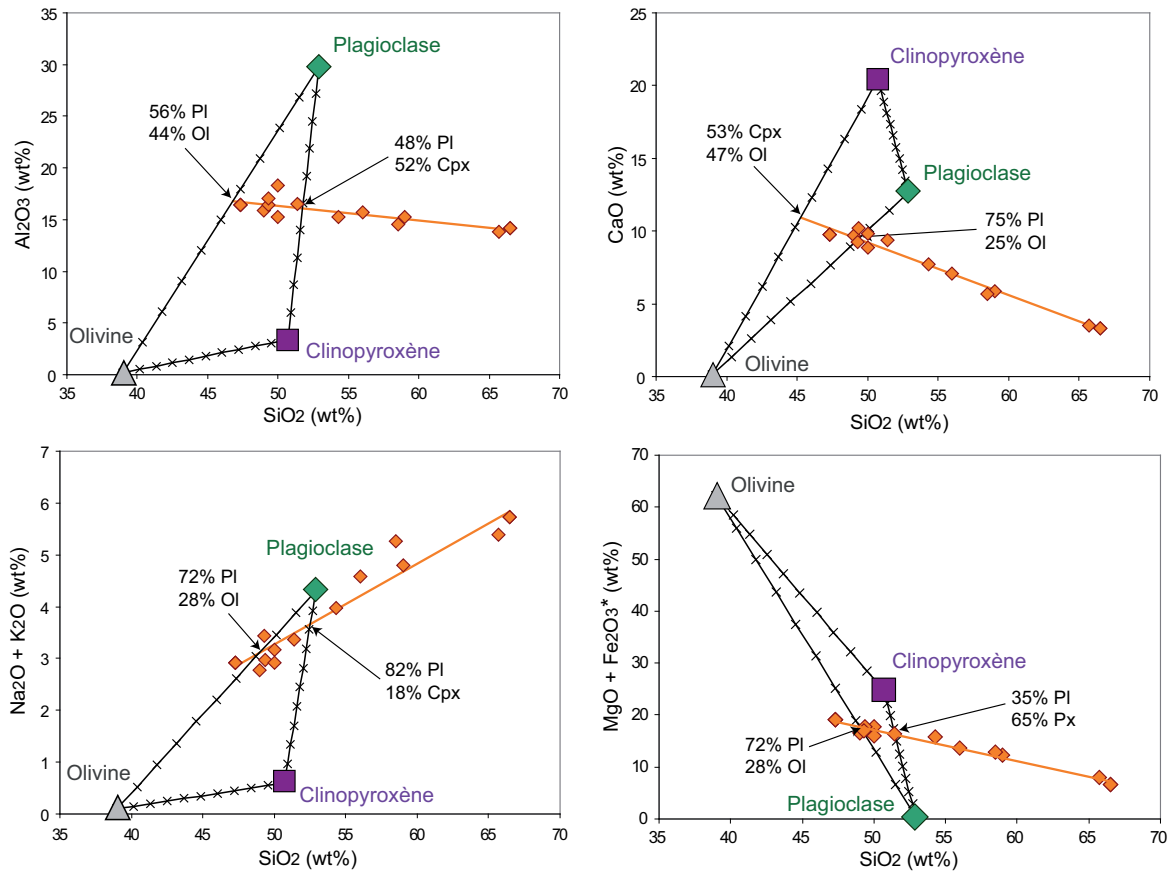 Al2O3 (wt%)
35
30
25
20
15
10
5
0
Plagioclase
56% Pl
44% Ol
48% Pl
52% Cpx
Olivine
Clinopyroxène
35 40 45 50 55 60 65 70
SiO2 (wt%)
CaO (wt%)
25
20
15
10
5
0
Clinopyroxène
53% Cpx
47% Ol
Plagioclase
75% Pl
25% Ol
Olivine
35 40 45 50 55 60 65 70
SiO2 (wt%)
Na2O + K2O (wt%)
7
6
5
4
3
2
1
0
Plagioclase
72% Pl
28% Ol
82% Pl
18% Cpx
Olivine
Clinopyroxène
35 40 45 50 55 60 65 70
SiO2 (wt%)
MgO + Fe2O3* (wt%)
70
60
50
40
30
20
10
0
Olivine
Clinopyroxène
35% Pl
65% Px
72% Pl
28% Ol
Plagioclase
35 40 45 50 55 60 65 70
SiO2 (wt%)